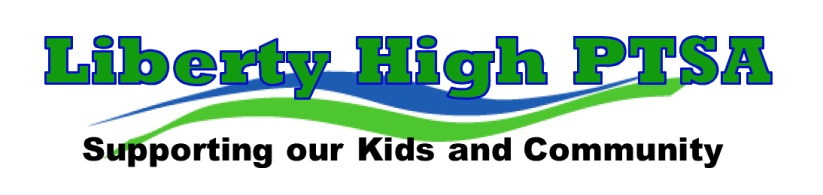 Liberty High PTSA
Supporting our Kids and Community